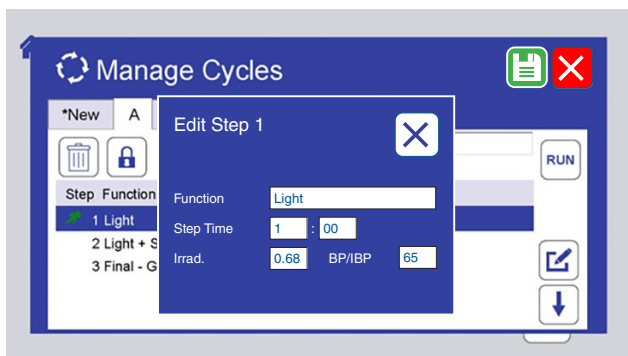 Manage Cycles
*New A
Edit Step 1
RUN
Step Function
Function Light
1 Light
Step Time 1 : 00
2 Light + S
Irrad. 0.68 BP/IBP 65
3 Final - G